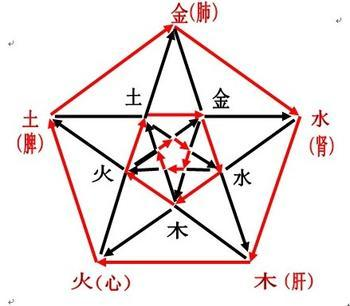 金(肺)
土 金
土 水
(脾) (肾)
火 水
木
火(心) 木(肝)